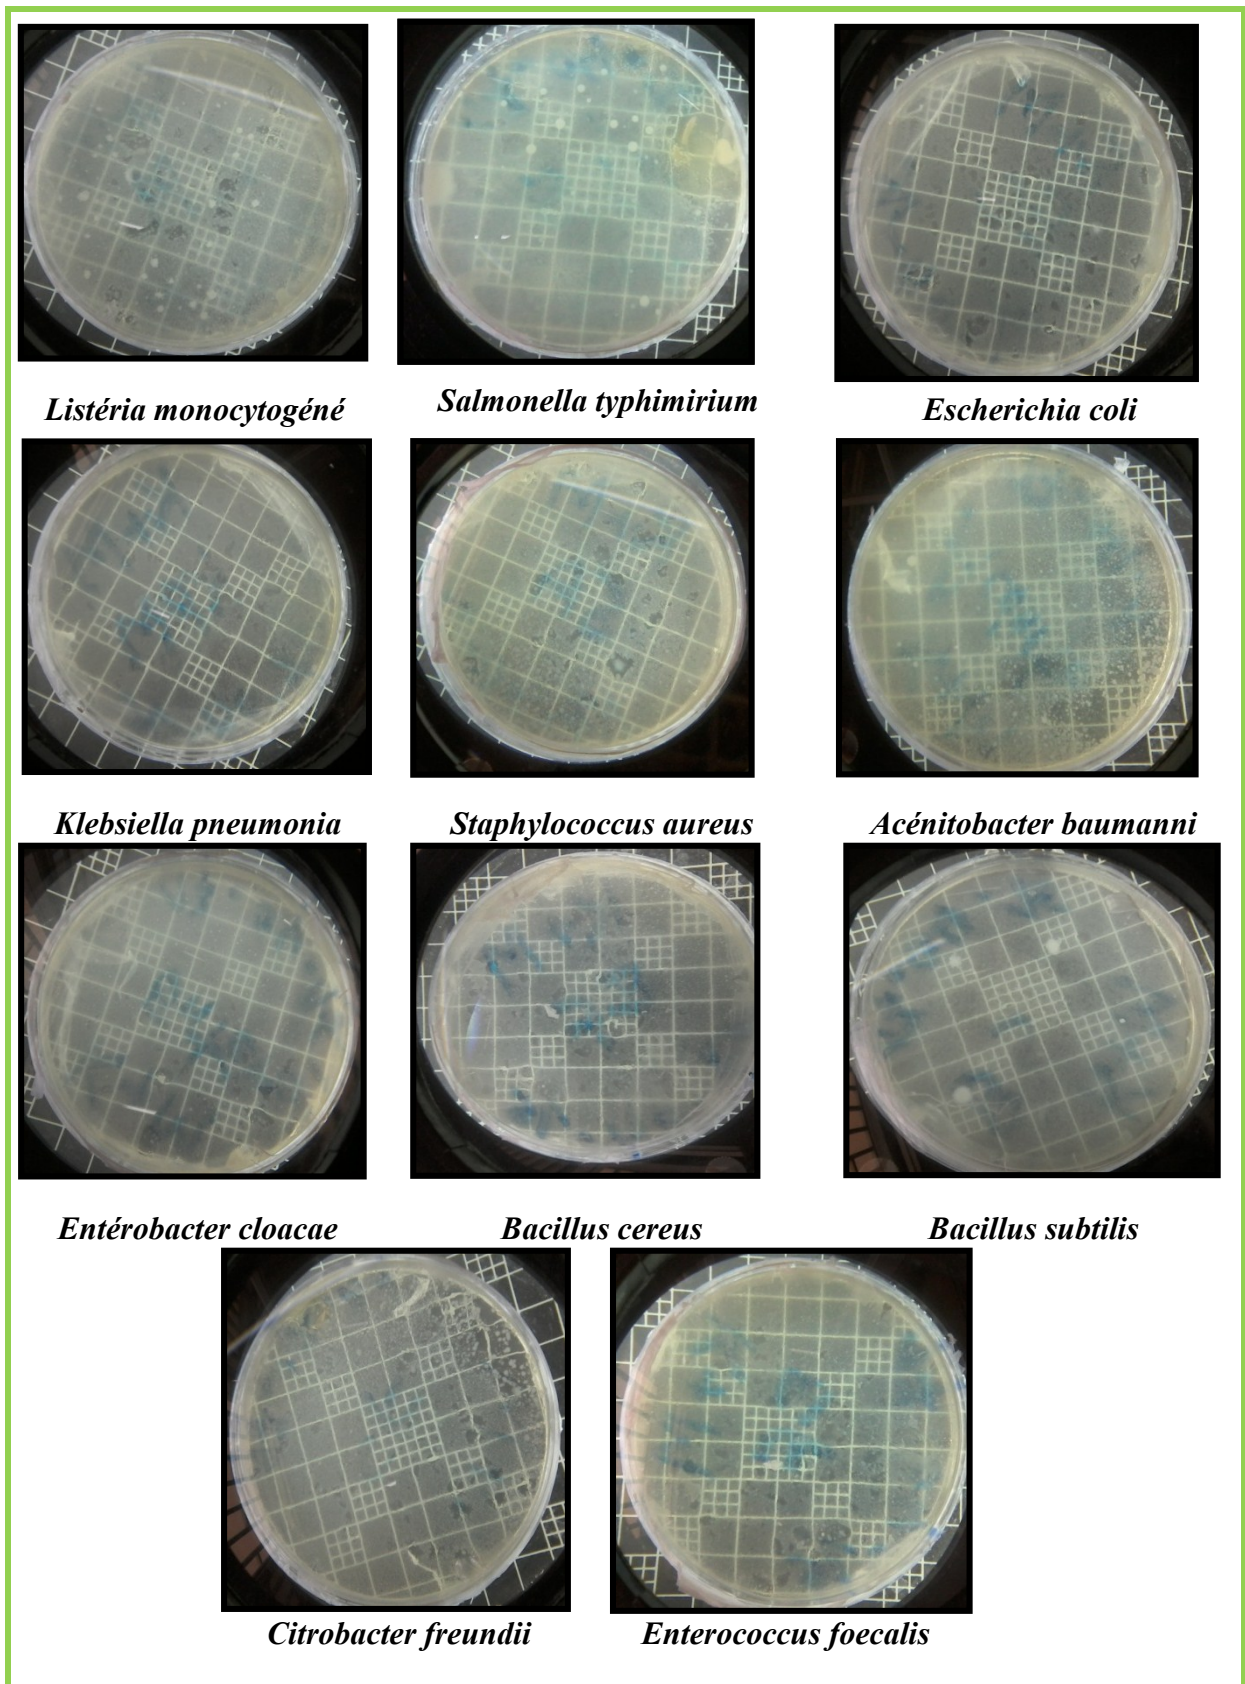 Listéria monocytogéné
Salmonella typhimirium
Escherichia coli
Klebsiella pneumonia
Staphylococcus aureus
Acénitobacter baumanni
Entérobacter cloacae
Bacillus cereus
Bacillus subtilis
Citrobacter freundii
Enterococcus foecalis